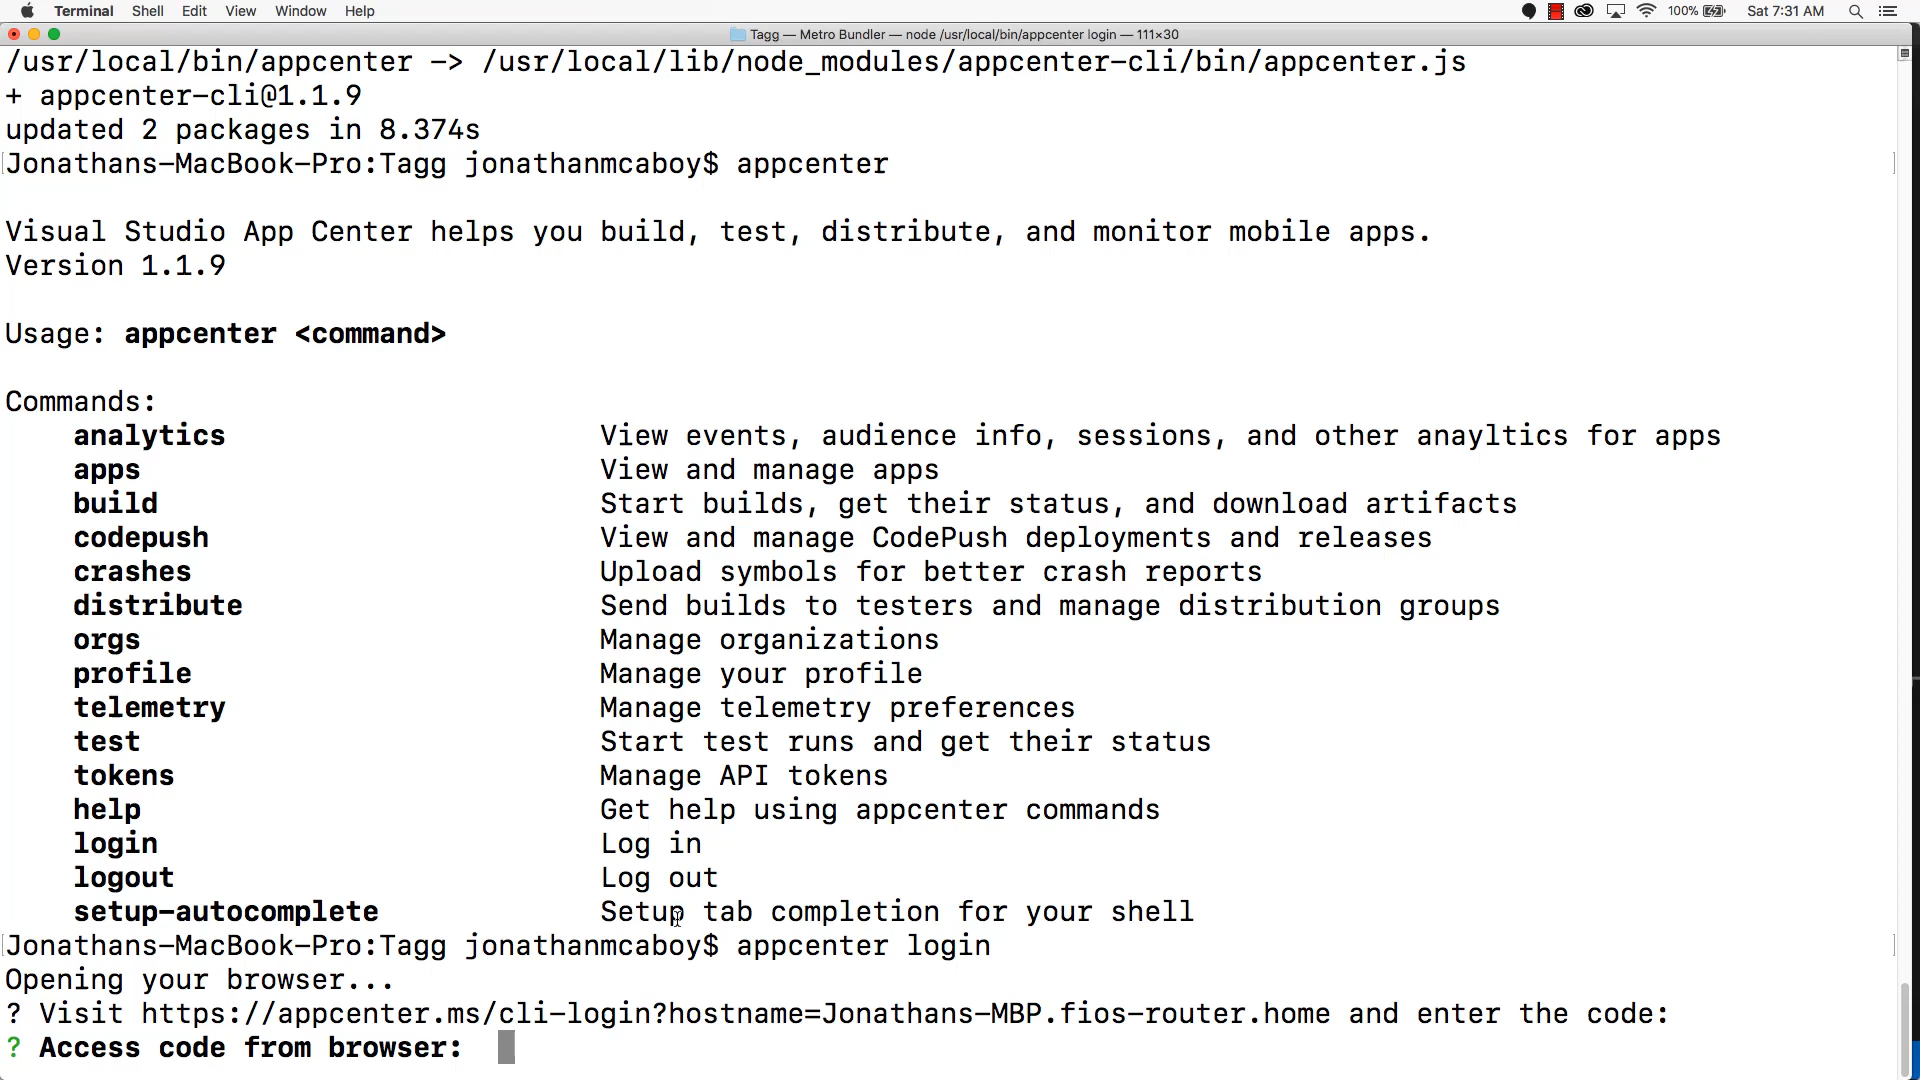 Terminal Shell Edit View Window Help 100% Sat 7:31 AM
Tagg — Metro Bundler — node /usr/local/bin/appcenter login — 111×30
/usr/local/bin/appcenter -> /usr/local/lib/node_modules/appcenter-cli/bin/appcenter.js
+ appcenter-cli@1.1.9
updated 2 packages in 8.374s
Jonathans-MacBook-Pro:Tagg jonathanmcaboy$ appcenter
Visual Studio App Center helps you build, test, distribute, and monitor mobile apps.
Version 1.1.9
Usage: appcenter <command>
Commands:
analytics View events, audience info, sessions, and other anayltics for apps
apps View and manage apps
build Start builds, get their status, and download artifacts
codepush View and manage CodePush deployments and releases
crashes Upload symbols for better crash reports
distribute Send builds to testers and manage distribution groups
orgs Manage organizations
profile Manage your profile
telemetry Manage telemetry preferences
test Start test runs and get their status
tokens Manage API tokens
help Get help using appcenter commands
login Log in
logout Log out
setup-autocomplete Setup tab completion for your shell
Jonathans-MacBook-Pro:Tagg jonathanmcaboy$ appcenter login
Opening your browser...
? Visit https://appcenter.ms/cli-login?hostname=Jonathans-MBP.fios-router.home and enter the code:
? Access code from browser: